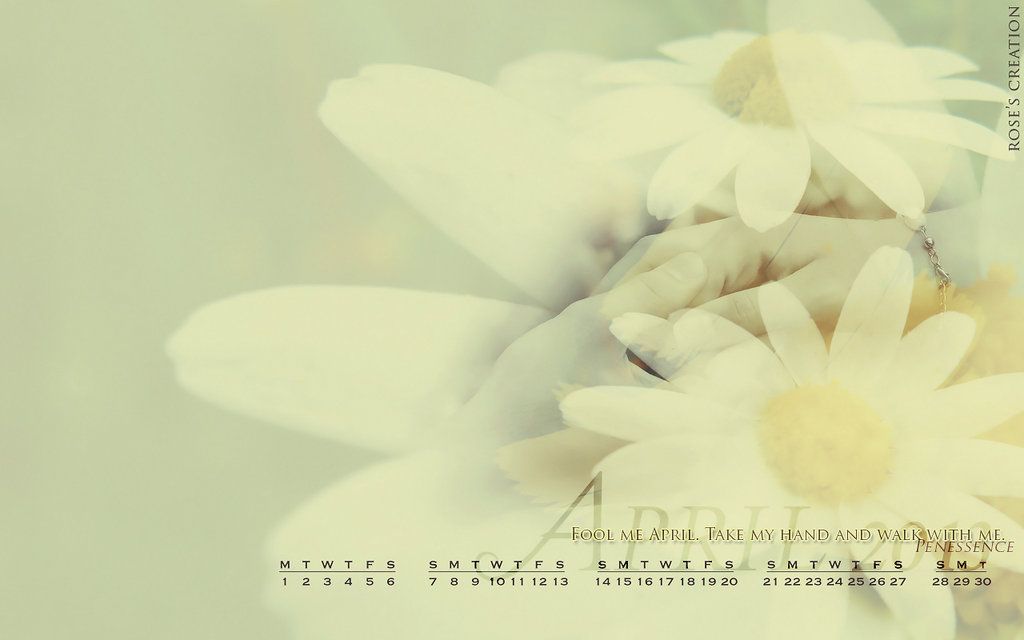 ROSE'S CREATION
APRIL 2013
FOOL ME APRIL. TAKE MY HAND AND WALK WITH ME.
PENESSENCE
M T W T F S S M T W T F S S M T W T F S S M T W T F S S M T
1 2 3 4 5 6 7 8 9 10 11 12 13 14 15 16 17 18 19 20 21 22 23 24 25 26 27 28 29 30